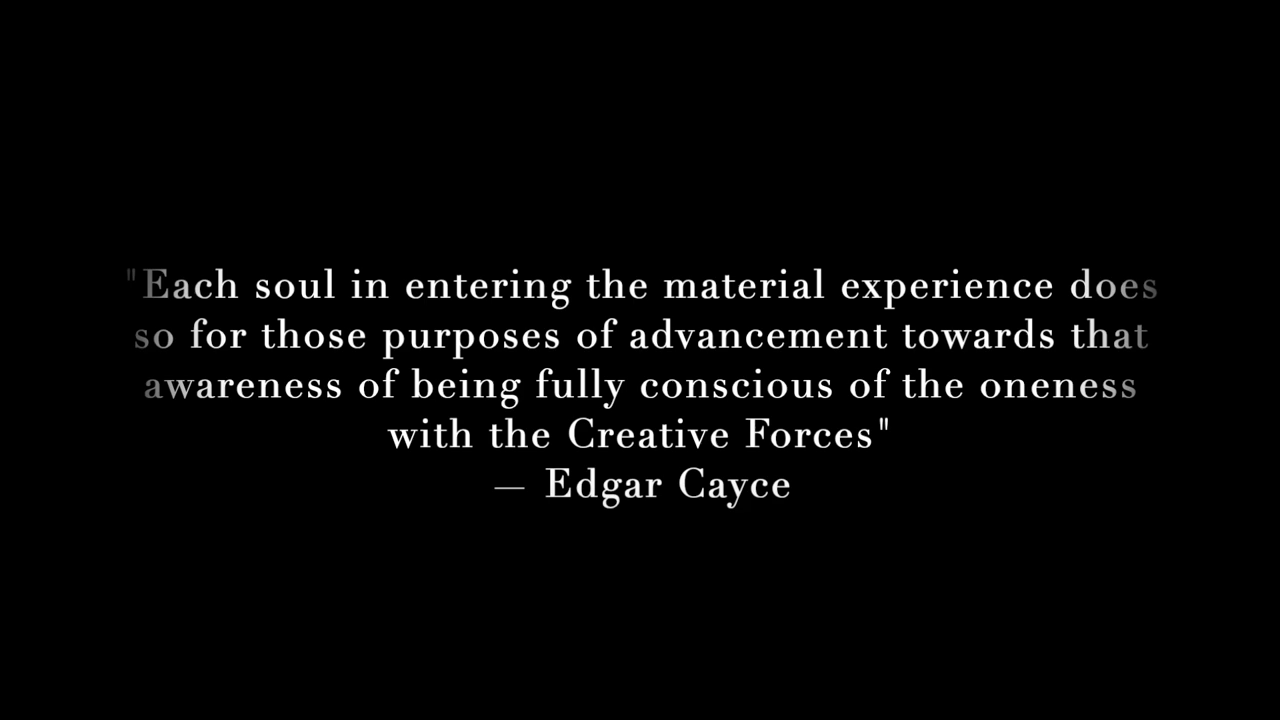 "Each soul in entering the material experience does
so for those purposes of advancement towards that
awareness of being fully conscious of the oneness
with the Creative Forces"
— Edgar Cayce